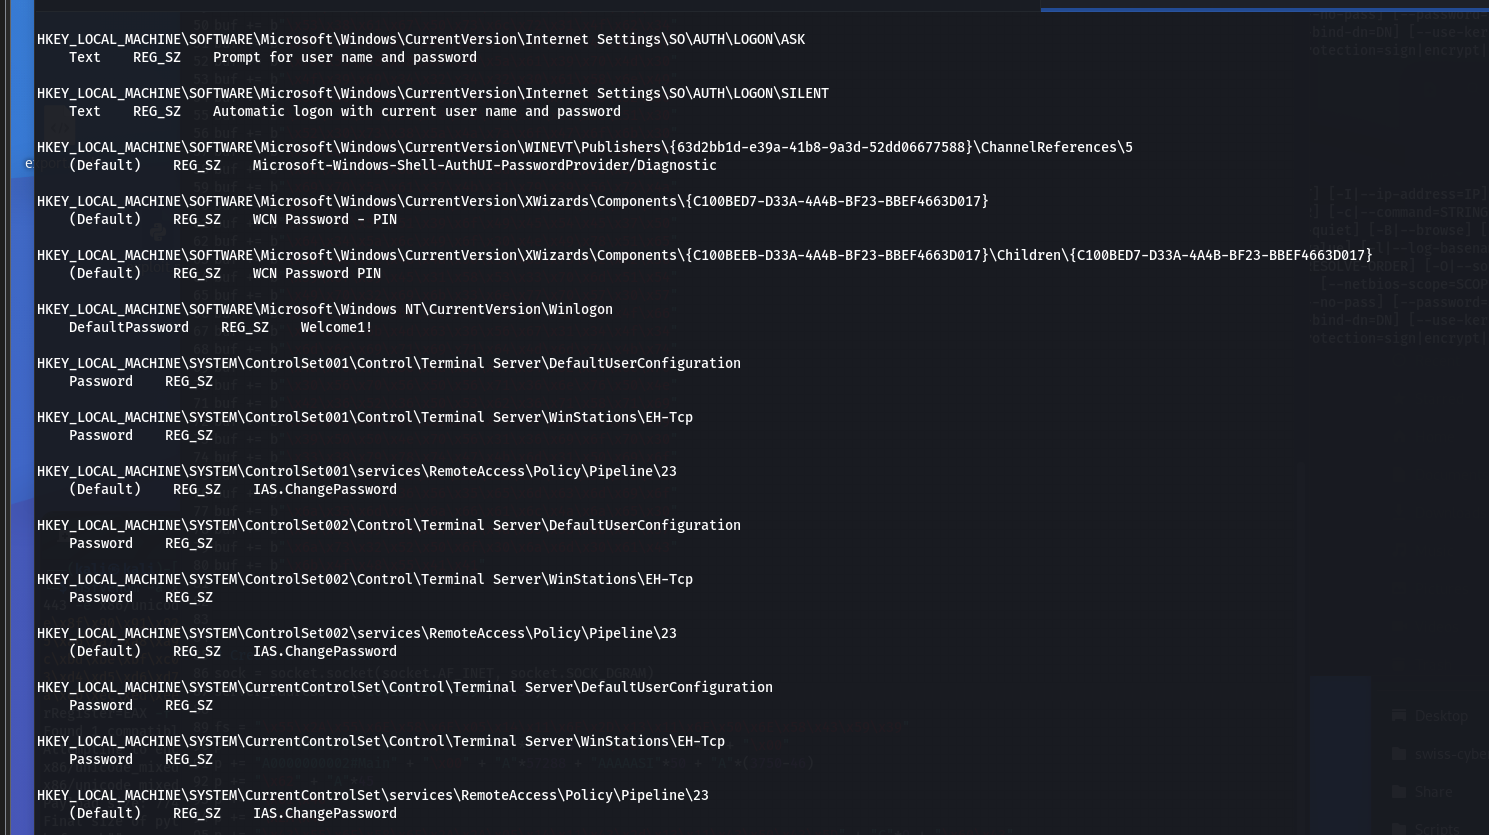 HKEY_LOCAL_MACHINE\SOFTWARE\Microsoft\Windows\CurrentVersion\Internet Settings\SO\AUTH\LOGON\ASK
Text REG_SZ Prompt for user name and password
HKEY_LOCAL_MACHINE\SOFTWARE\Microsoft\Windows\CurrentVersion\Internet Settings\SO\AUTH\LOGON\SILENT
Text REG_SZ Automatic logon with current user name and password
HKEY_LOCAL_MACHINE\SOFTWARE\Microsoft\Windows\CurrentVersion\WINEVT\Publishers\{63d2bb1d-e39a-41b8-9a3d-52dd06677588}\ChannelReferences\5
(Default) REG_SZ Microsoft-Windows-Shell-AuthUI-PasswordProvider/Diagnostic
HKEY_LOCAL_MACHINE\SOFTWARE\Microsoft\Windows\CurrentVersion\XWizards\Components\{C100BED7-D33A-4A4B-BF23-BBEF4663D017}
(Default) REG_SZ WCN Password - PIN
HKEY_LOCAL_MACHINE\SOFTWARE\Microsoft\Windows\CurrentVersion\XWizards\Components\{C100BEEB-D33A-4A4B-BF23-BBEF4663D017}\Children\{C100BED7-D33A-4A4B-BF23-BBEF4663D017}
(Default) REG_SZ WCN Password PIN
HKEY_LOCAL_MACHINE\SOFTWARE\Microsoft\Windows NT\CurrentVersion\Winlogon
DefaultPassword REG_SZ Welcome1!
HKEY_LOCAL_MACHINE\SYSTEM\ControlSet001\Control\Terminal Server\DefaultUserConfiguration
Password REG_SZ
HKEY_LOCAL_MACHINE\SYSTEM\ControlSet001\Control\Terminal Server\WinStations\EH-Tcp
Password REG_SZ
HKEY_LOCAL_MACHINE\SYSTEM\ControlSet001\services\RemoteAccess\Policy\Pipeline\23
(Default) REG_SZ IAS.ChangePassword
HKEY_LOCAL_MACHINE\SYSTEM\ControlSet002\Control\Terminal Server\DefaultUserConfiguration
Password REG_SZ
HKEY_LOCAL_MACHINE\SYSTEM\ControlSet002\Control\Terminal Server\WinStations\EH-Tcp
Password REG_SZ
HKEY_LOCAL_MACHINE\SYSTEM\ControlSet002\services\RemoteAccess\Policy\Pipeline\23
(Default) REG_SZ IAS.ChangePassword
HKEY_LOCAL_MACHINE\SYSTEM\CurrentControlSet\Control\Terminal Server\DefaultUserConfiguration
Password REG_SZ
HKEY_LOCAL_MACHINE\SYSTEM\CurrentControlSet\Control\Terminal Server\WinStations\EH-Tcp
Password REG_SZ
HKEY_LOCAL_MACHINE\SYSTEM\CurrentControlSet\services\RemoteAccess\Policy\Pipeline\23
(Default) REG_SZ IAS.ChangePassword
Desktop
Share